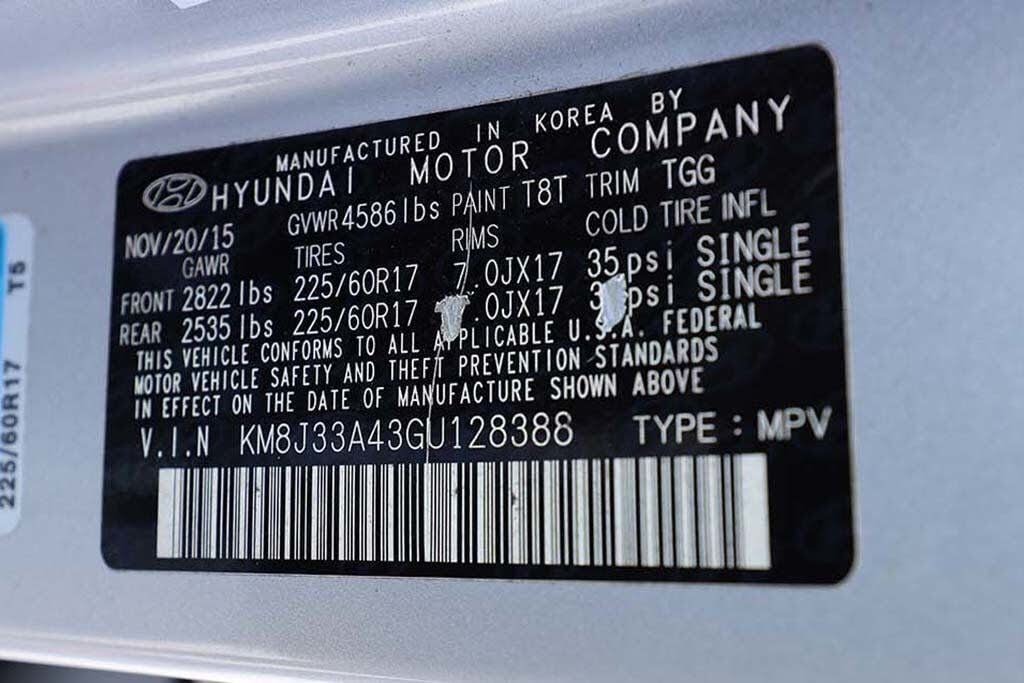 MANUFACTURED IN KOREA BY
HYUNDAI MOTOR COMPANY
NOV/20/15 GVWR 4586 lbs PAINT T8T TRIM TGG
GAWR TIRES RIMS COLD TIRE INFL
FRONT 2822 lbs 225/60R17 7.0JX17 35psi SINGLE
REAR 2535 lbs 225/60R17 .0JX17 psi SINGLE
THIS VEHICLE CONFORMS TO ALL APPLICABLE U.S.A. FEDERAL
MOTOR VEHICLE SAFETY AND THEFT PREVENTION STANDARDS
IN EFFECT ON THE DATE OF MANUFACTURE SHOWN ABOVE
V.I.N KM8J33A43GU128388 TYPE : MPV
225/60R17 T5